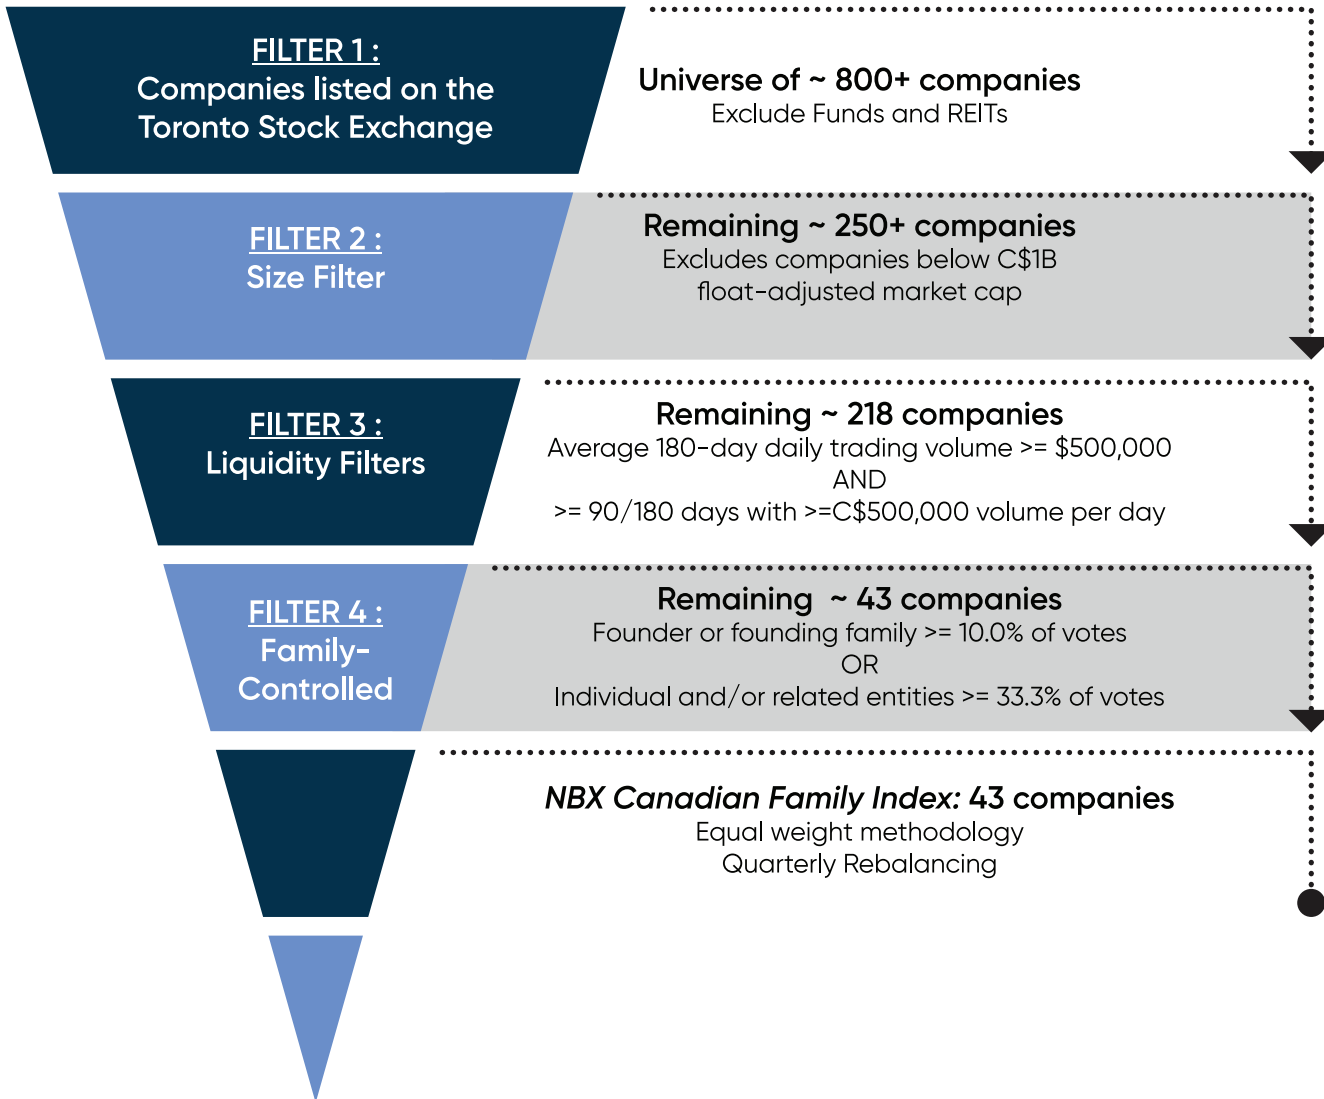 FILTER 1 :
Companies listed on the
Toronto Stock Exchange
Universe of ~ 800+ companies
Exclude Funds and REITs
FILTER 2 :
Size Filter
Remaining ~ 250+ companies
Excludes companies below C$1B
float-adjusted market cap
FILTER 3 :
Liquidity Filters
Remaining ~ 218 companies
Average 180-day daily trading volume >= $500,000
AND
>= 90/180 days with >=C$500,000 volume per day
FILTER 4 :
Family-
Controlled
Remaining ~ 43 companies
Founder or founding family >= 10.0% of votes
OR
Individual and/or related entities >= 33.3% of votes
NBX Canadian Family Index: 43 companies
Equal weight methodology
Quarterly Rebalancing